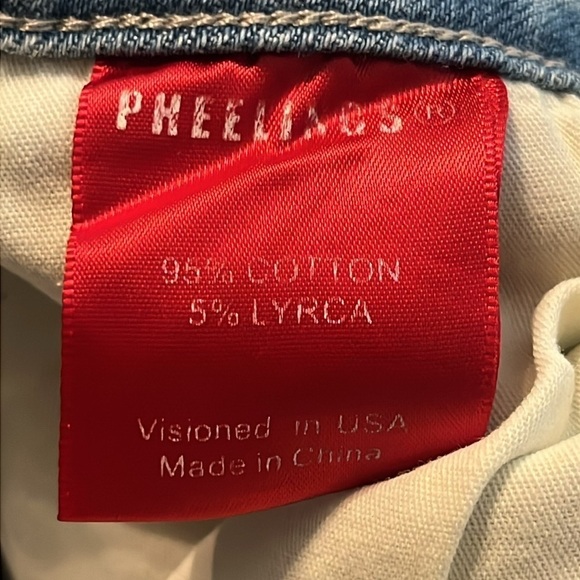 PHEELINGS®
95% COTTON
5% LYRCA
Visioned in USA
Made in China